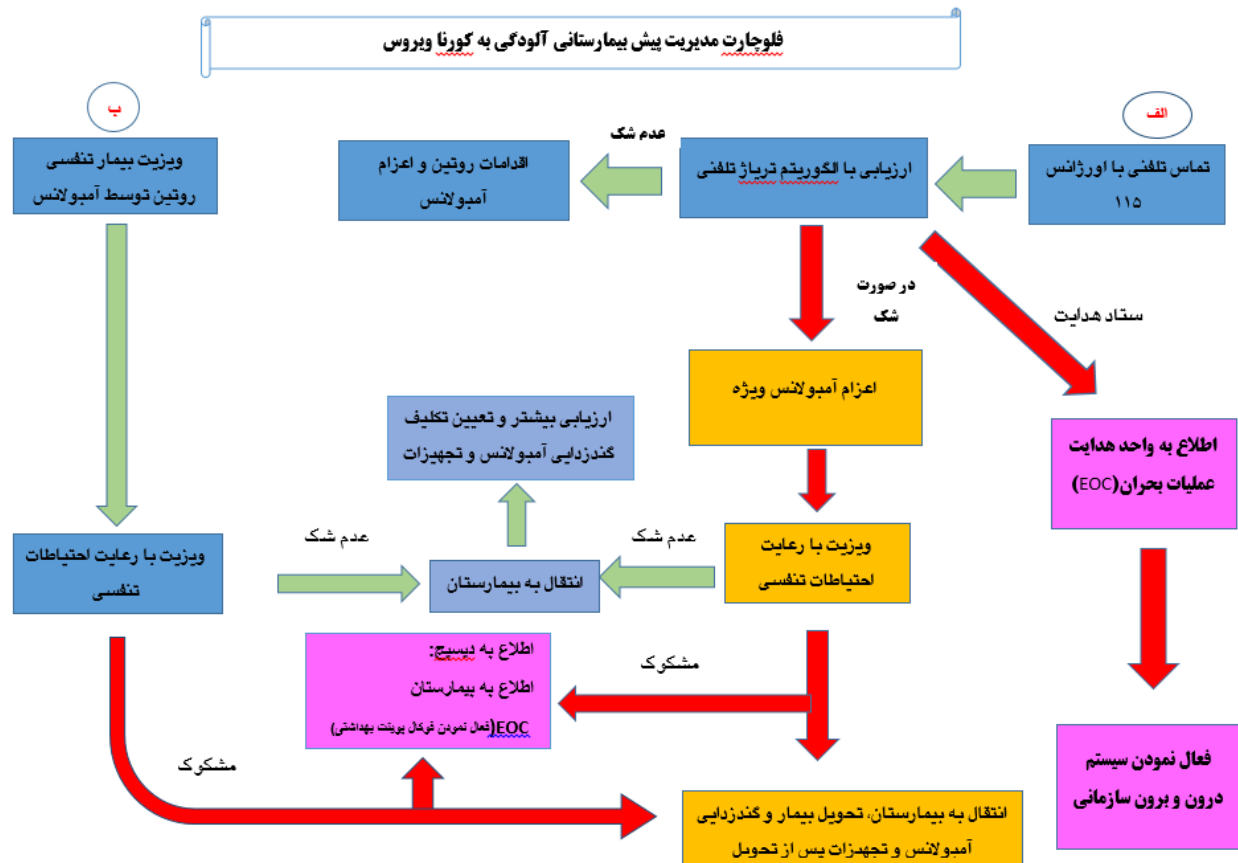 فلوچارت مدیریت پیش بیمارستانی آلودگی به کورنا ویروس
الف
ب
تماس تلفنی با اورژانس
۱۱۵
ارزیابی با الگوریتم تریاژ تلفنی
عدم شک
اقدامات روتین و اعزام
آمبولانس
ویزیت بیمار تنفسی
روتین توسط آمبولانس
در صورت
شک
ستاد هدایت
اعزام آمبولانس ویژه
ارزیابی بیشتر و تعیین تکلیف
گندزدایی آمبولانس و تجهیزات
اطلاع به واحد هدایت
عملیات بحران(EOC)
ویزیت با رعایت
احتیاطات تنفسی
عدم شک
انتقال به بیمارستان
عدم شک
ویزیت با رعایت احتیاطات
تنفسی
اطلاع به دیسپچ:
اطلاع به بیمارستان
EOC(فعال نمودن فوکال پوینت بهداشتی)
مشکوک
مشکوک
فعال نمودن سیستم
درون و برون سازمانی
انتقال به بیمارستان، تحویل بیمار و گندزدایی
آمبولانس و تجهیزات پس از تحویل